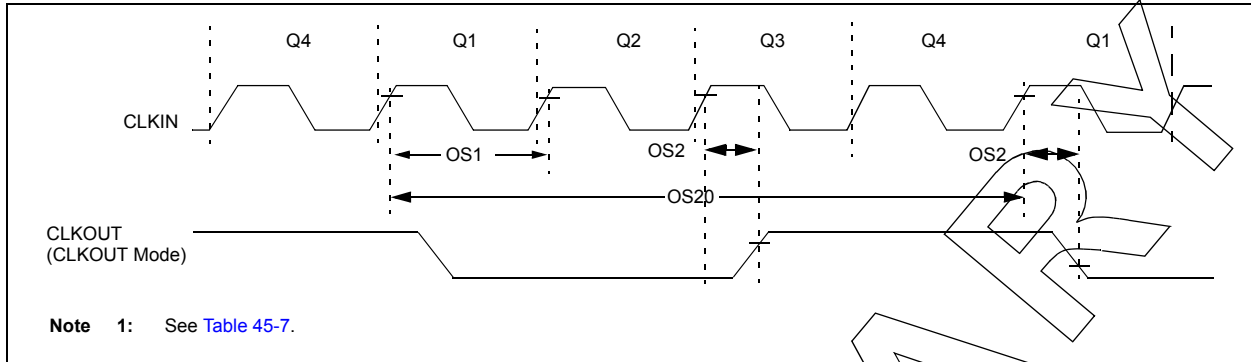 Q4 Q1 Q2 Q3 Q4 Q1
CLKIN
OS1 OS2 OS2
OS20
CLKOUT
(CLKOUT Mode)
Note 1: See Table 45-7.